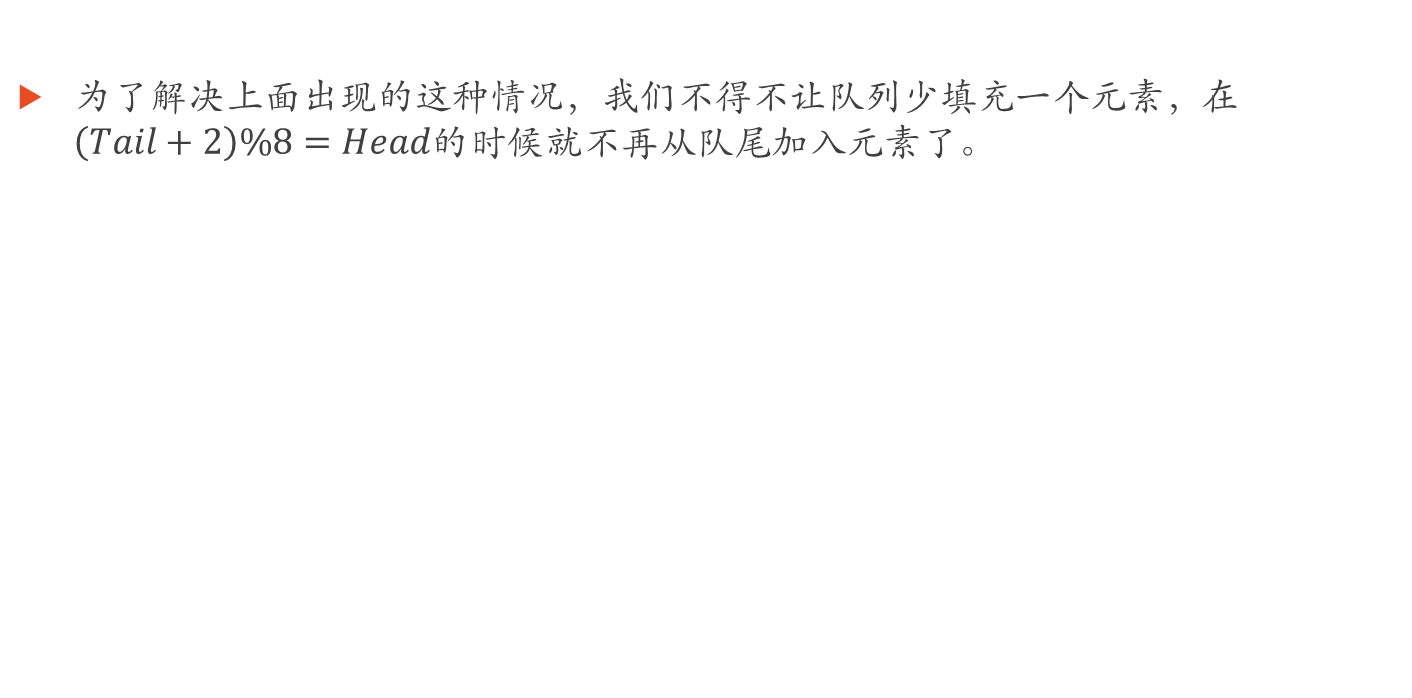 为了解决上面出现的这种情况，我们不得不让队列少填充一个元素，在
(Tail + 2)%8 = Head的时候就不再从队尾加入元素了。